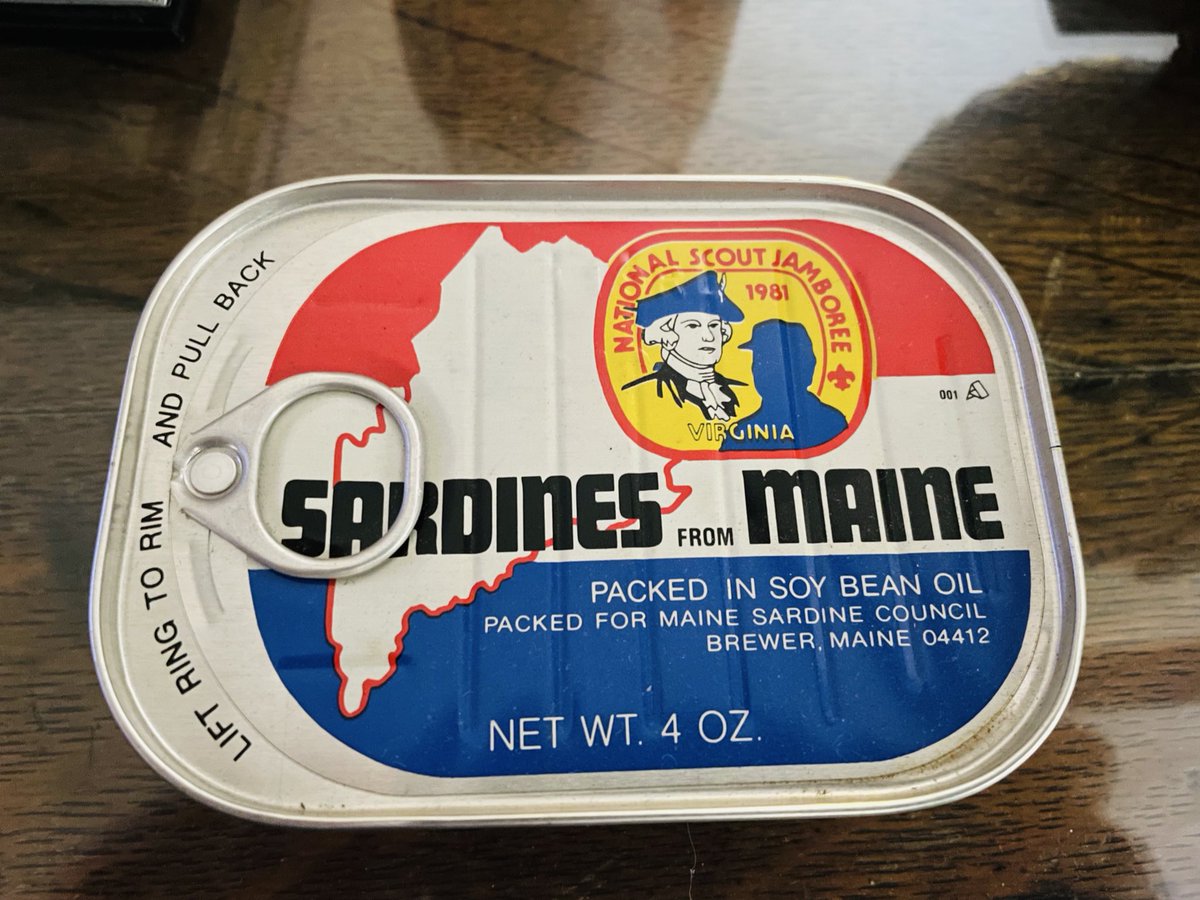 LIFT RING TO RIM AND PULL BACK
NATIONAL SCOUT JAMBOREE
1981
VIRGINIA
001
SARDINES FROM MAINE
PACKED IN SOY BEAN OIL
PACKED FOR MAINE SARDINE COUNCIL
BREWER, MAINE 04412
NET WT. 4 OZ.